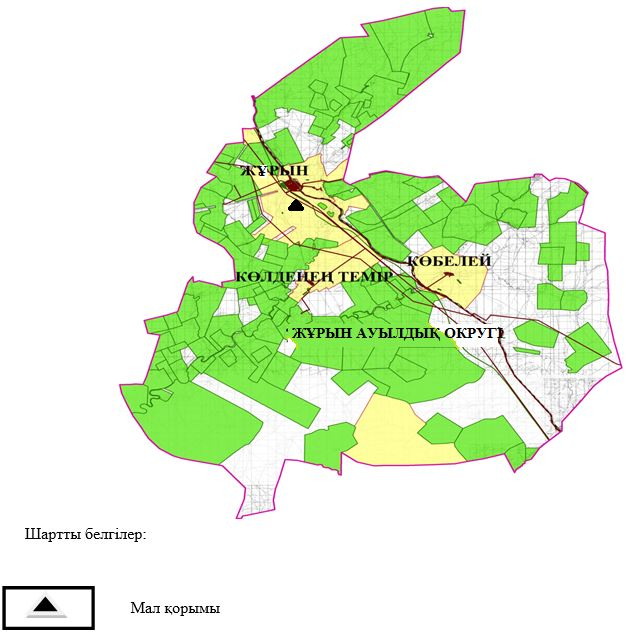 ЖҰРЫН
КӨБЕЛЕЙ
КӨЛДЕНЕҢ ТЕМІР
ЖҰРЫН АУЫЛДЫҚ ОКРУГІ
Шартты белгілер:
Мал қорымы